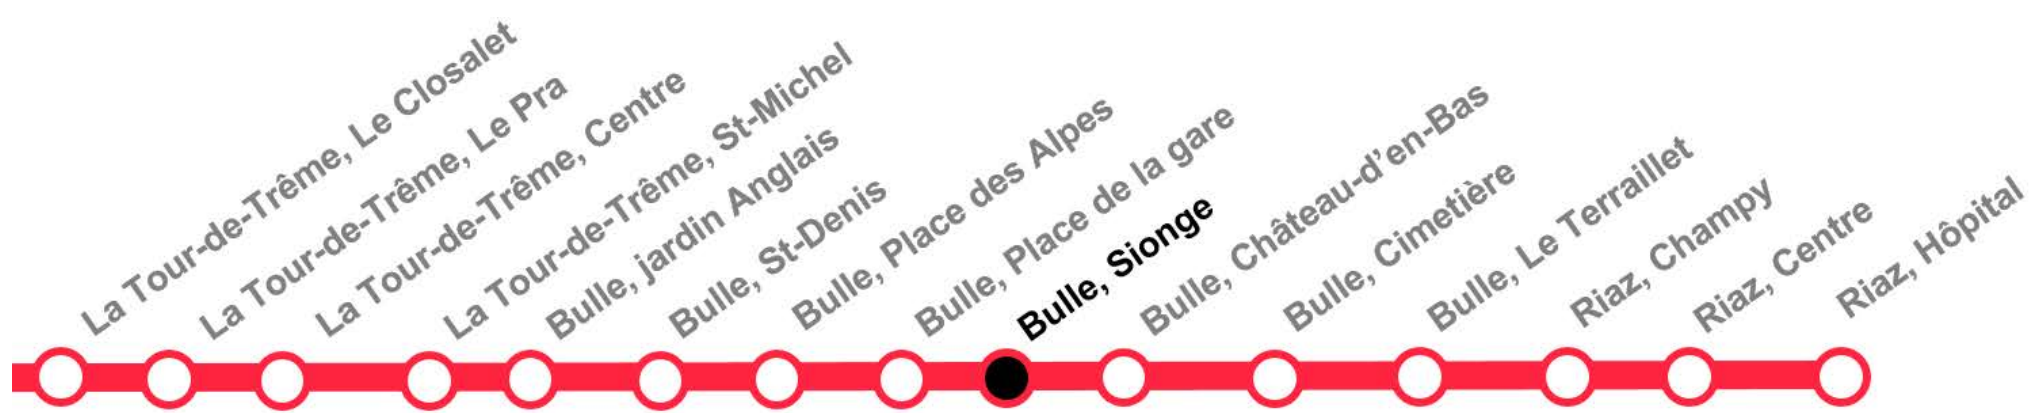 La Tour-de-Trême, Le Closalet
La Tour-de-Trême, Le Pra
La Tour-de-Trême, Centre
La Tour-de-Trême, St-Michel
Bulle, jardin Anglais
Bulle, St-Denis
Bulle, Place des Alpes
Bulle, Place de la gare
Bulle, Sionge
Bulle, Château-d’en-Bas
Bulle, Cimetière
Bulle, Le Terraillet
Riaz, Champy
Riaz, Centre
Riaz, Hôpital